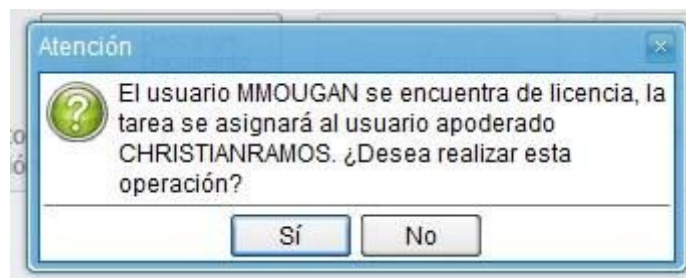 Atención
El usuario MMOUGAN se encuentra de licencia, la
tarea se asignará al usuario apoderado
CHRISTIANRAMOS. ¿Desea realizar esta
operación?
Sí
No